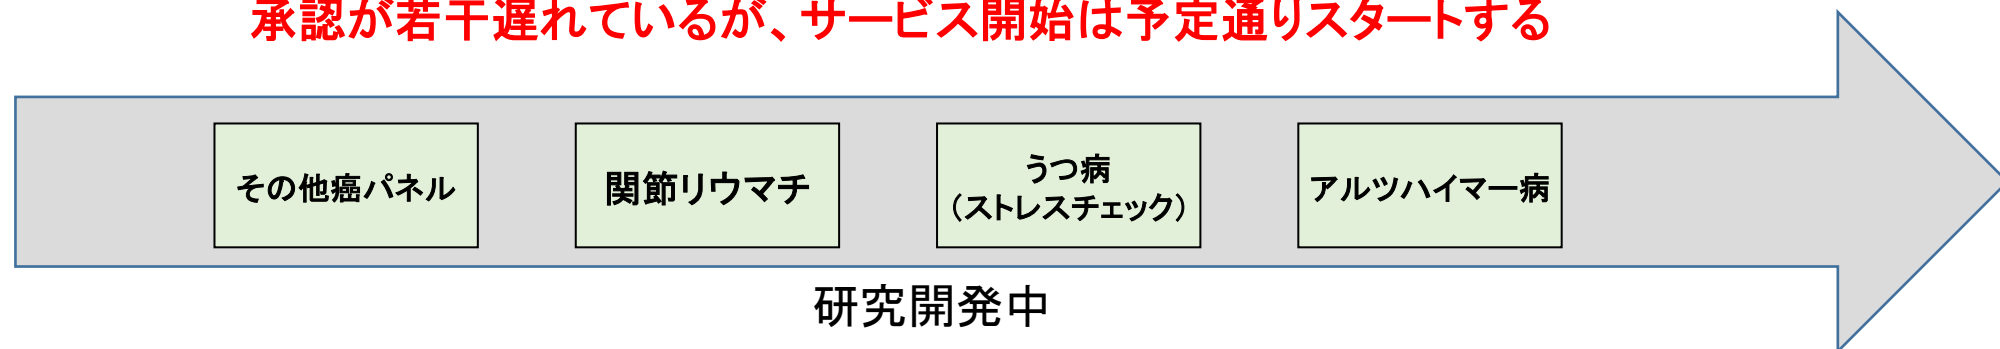 承認が若干遅れているが、サービス開始は予定通りスタートする
その他癌パネル
関節リウマチ
うつ病
（ストレスチェック）
アルツハイマー病
研究開発中